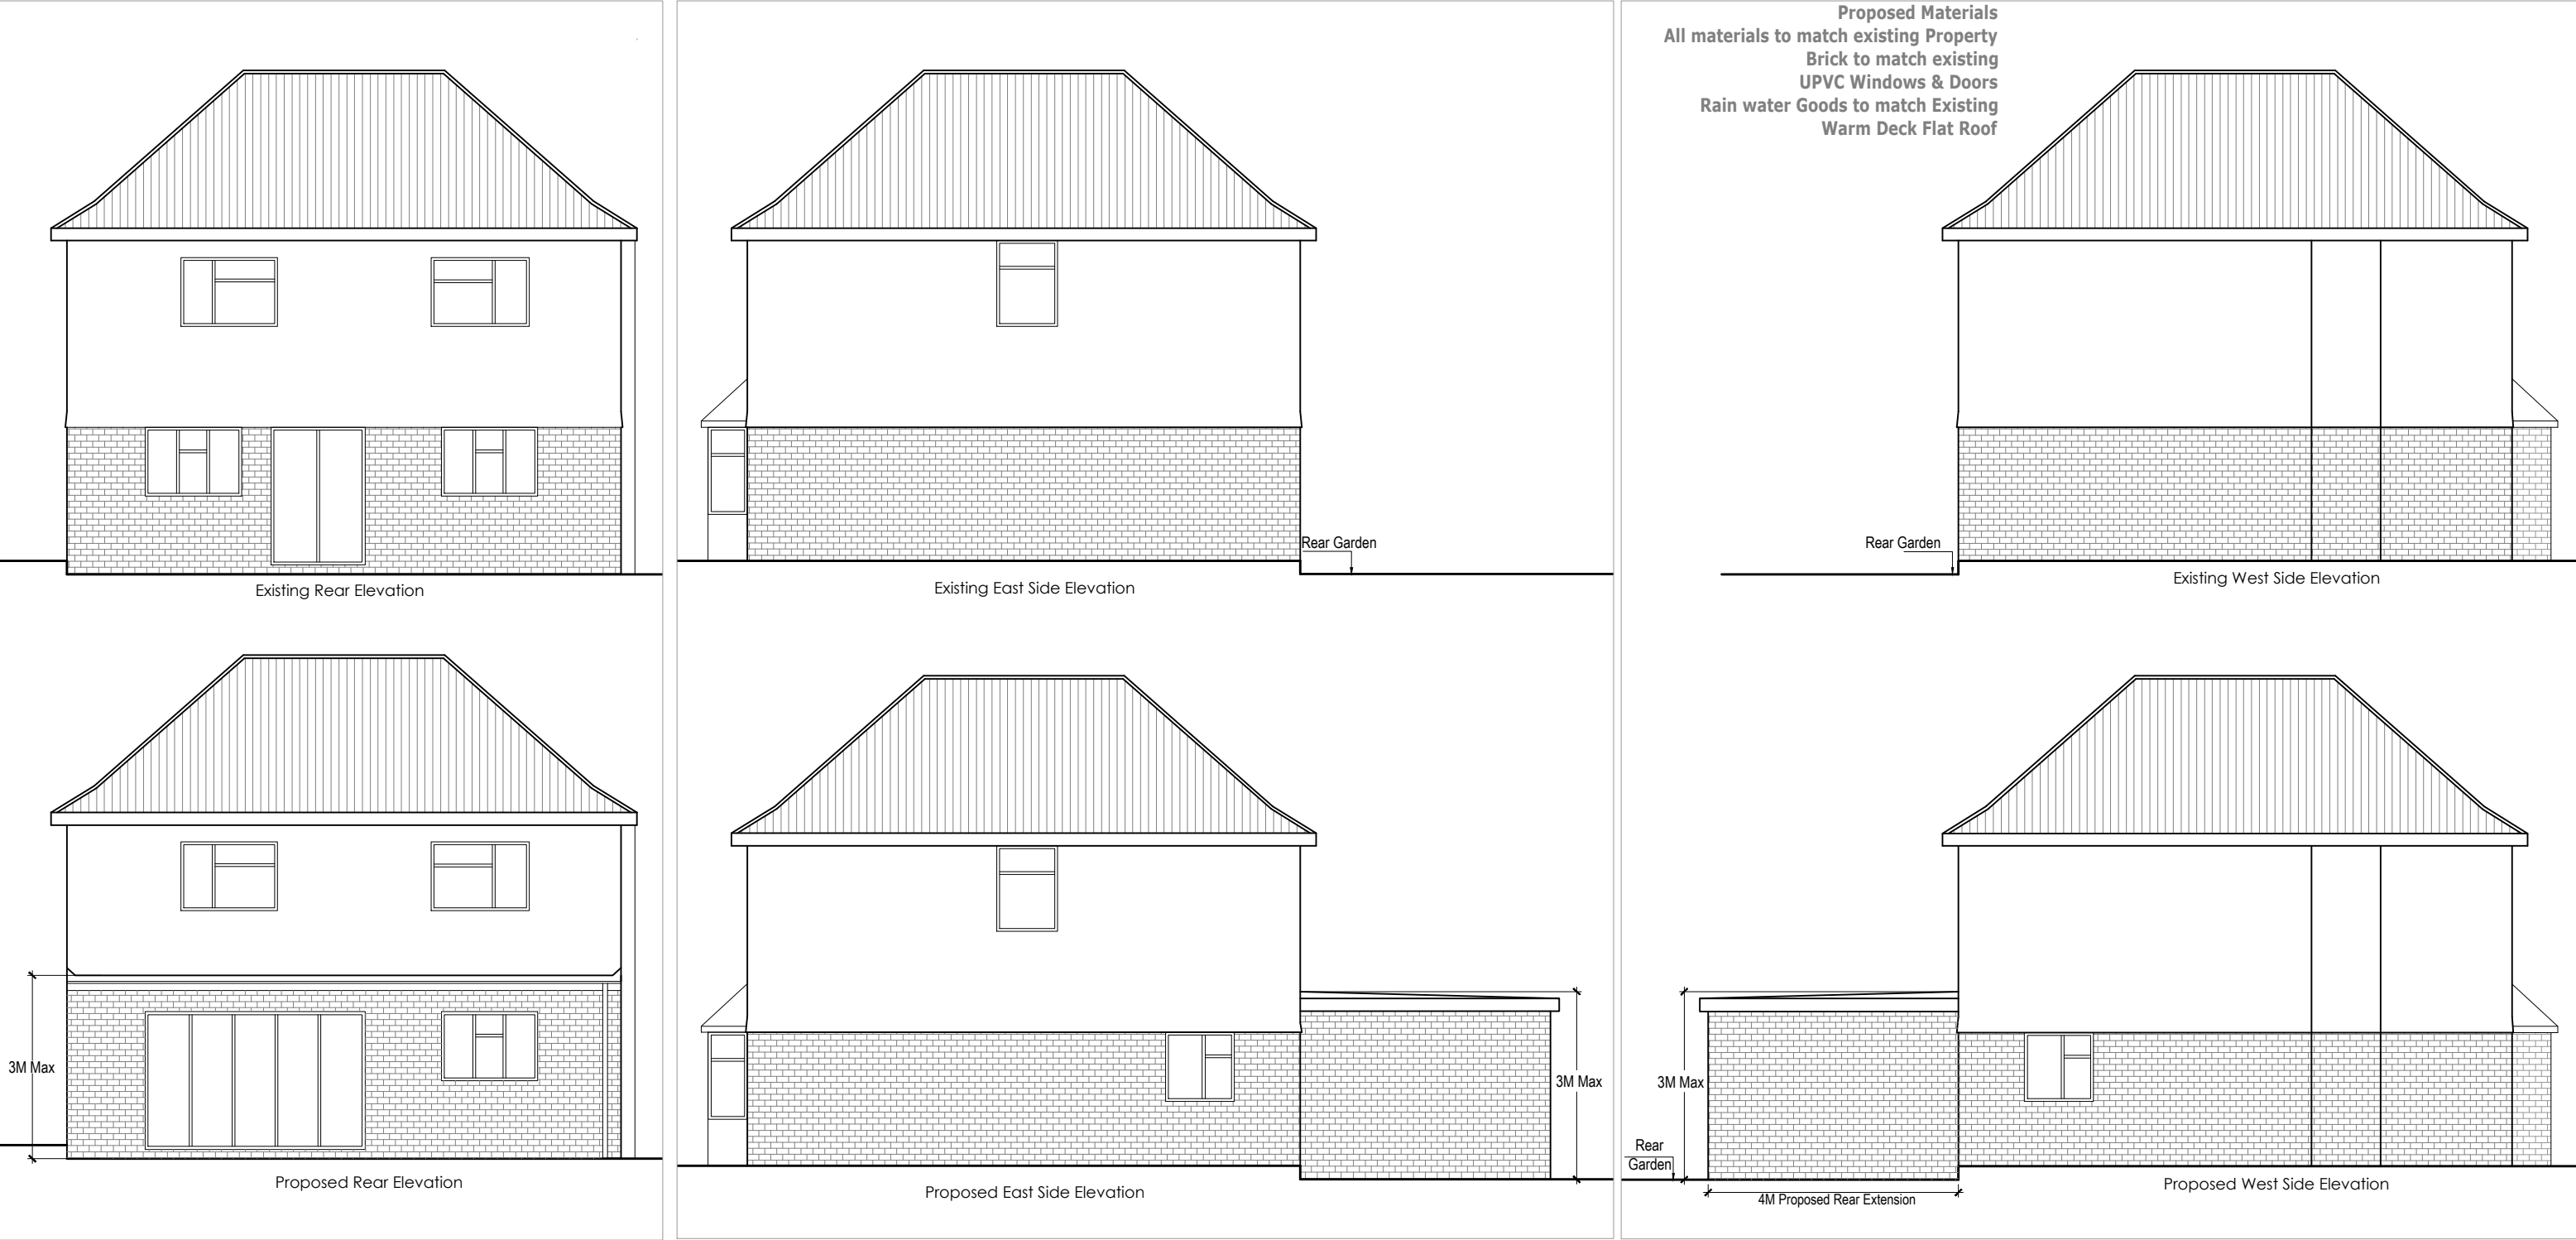 Proposed Materials
All materials to match existing Property
Brick to match existing
UPVC Windows & Doors
Rain water Goods to match Existing
Warm Deck Flat Roof
Existing Rear Elevation
Rear Garden
Existing East Side Elevation
Rear Garden
Existing West Side Elevation
3M Max
Proposed Rear Elevation
3M Max
Proposed East Side Elevation
3M Max
Rear
Garden
4M Proposed Rear Extension
Proposed West Side Elevation